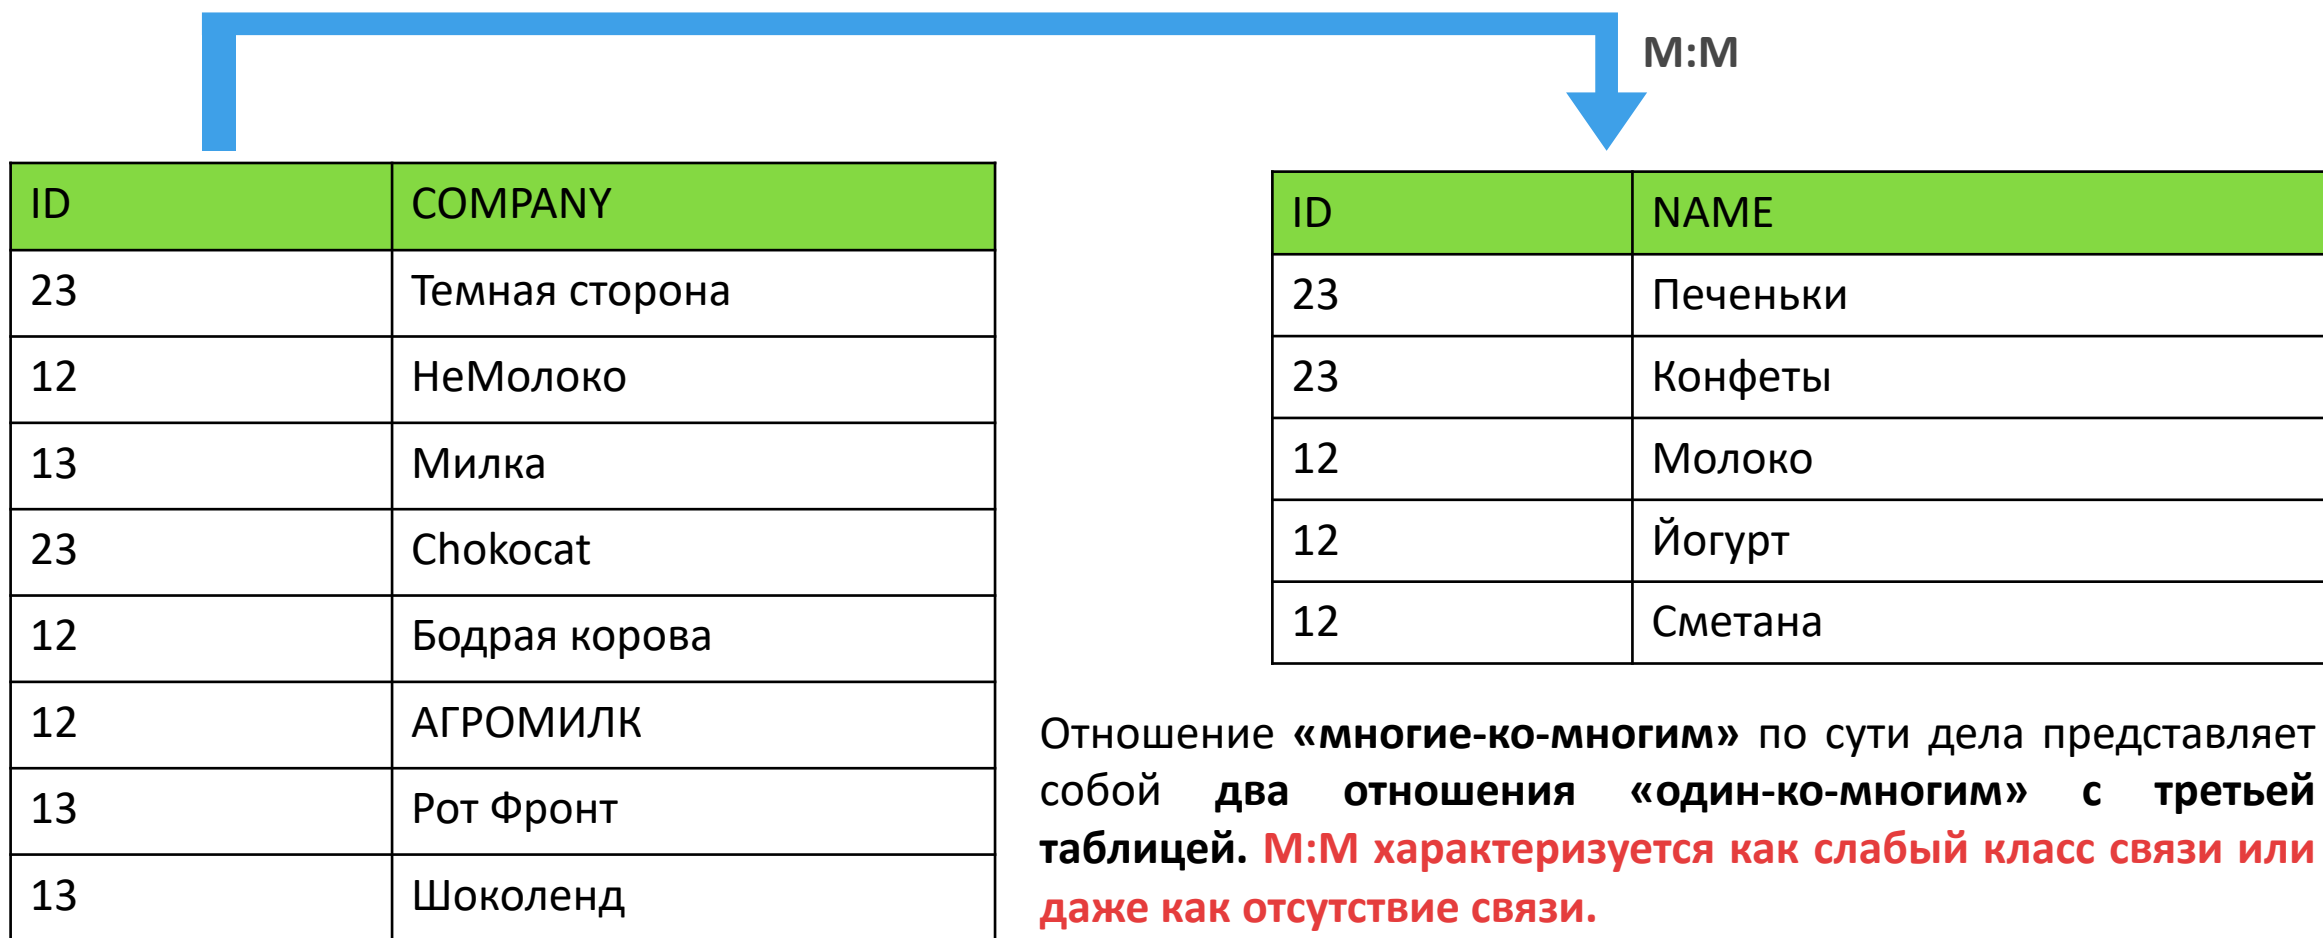 M:M
ID COMPANY
23 Темная сторона
12 НеМолоко
13 Милка
23 Chokocat
12 Бодрая корова
12 АГРОМИЛК
13 Рот Фронт
13 Шоколенд
ID NAME
23 Печеньки
23 Конфеты
12 Молоко
12 Йогурт
12 Сметана
Отношение «многие-ко-многим» по сути дела представляет
собой два отношения «один-ко-многим» с третьей
таблицей. М:М характеризуется как слабый класс связи или
даже как отсутствие связи.